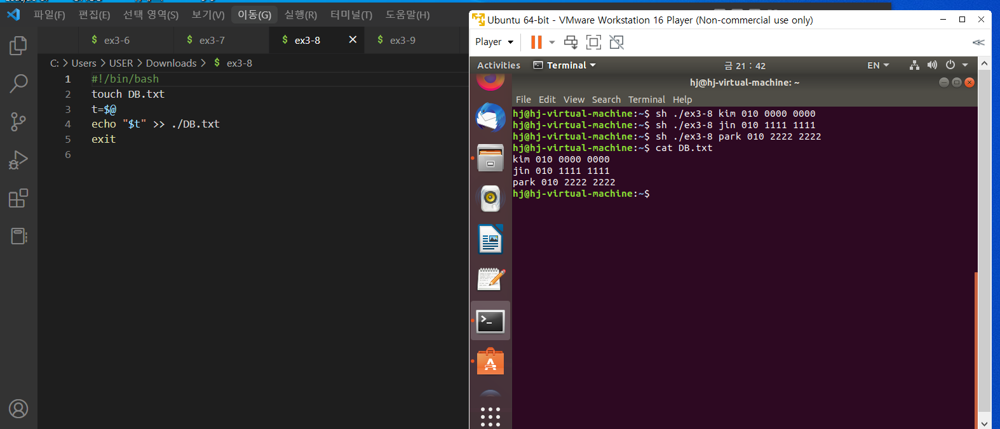 파일(F) 편집(E) 선택 영역(S) 보기(V) 이동(G) 실행(R) 터미널(T) 도움말(H)
$ ex3-6 $ ex3-7 $ ex3-8 × $ ex3-9
C: > Users > USER > Downloads > $ ex3-8
1 #!/bin/bash
2 touch DB.txt
3 t=$@
4 echo "$t" >> ./DB.txt
5 exit
6
Ubuntu 64-bit - VMware Workstation 16 Player (Non-commercial use only)
Player
Activities Terminal 금 21 : 42 EN
hj@hj-virtual-machine: ~
File Edit View Search Terminal Help
hj@hj-virtual-machine:~$ sh ./ex3-8 kim 010 0000 0000
hj@hj-virtual-machine:~$ sh ./ex3-8 jin 010 1111 1111
hj@hj-virtual-machine:~$ sh ./ex3-8 park 010 2222 2222
hj@hj-virtual-machine:~$ cat DB.txt
kim 010 0000 0000
jin 010 1111 1111
park 010 2222 2222
hj@hj-virtual-machine:~$